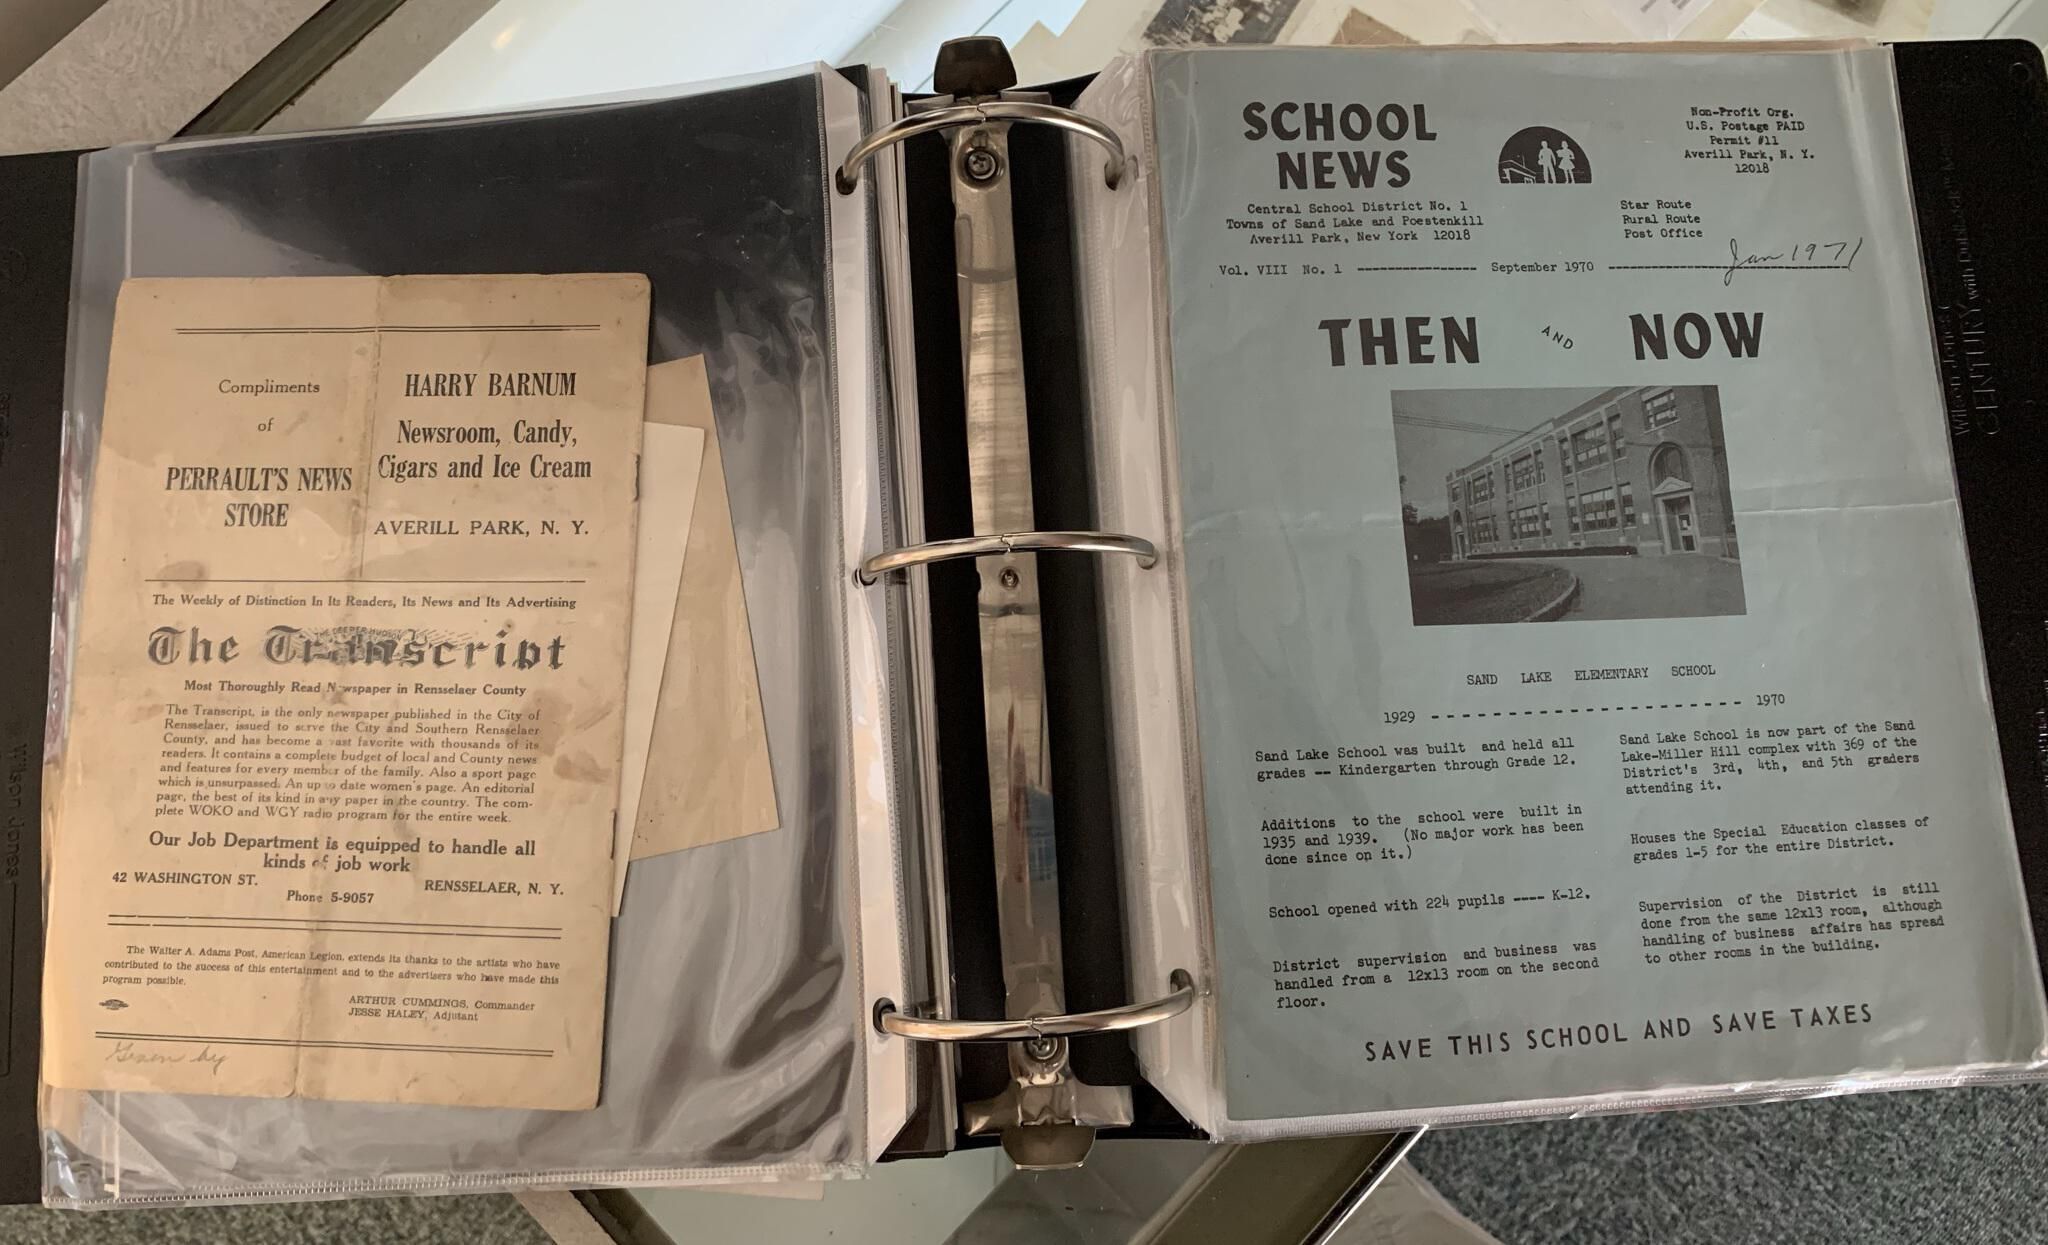 Compliments
of
PERRAULT'S NEWS
STORE
HARRY BARNUM
Newsroom, Candy,
Cigars and Ice Cream
AVERILL PARK, N. Y.
The Weekly of Distinction In Its Readers, Its News and Its Advertising
The Transcript
Most Thoroughly Read Newspaper in Rensselaer County
The Transcript, is the only newspaper published in the City of
Rensselaer, issued to serve the City and Southern Rensselaer
County, and has become a vast favorite with thousands of its
readers. It contains a complete budget of local and County news
and features for every member of the family. Also a sport page
which is unsurpassed. An up to date women's page. An editorial
page, the best of its kind in any paper in the country. The com-
plete WOKO and WGY radio program for the entire week.
Our Job Department is equipped to handle all
kinds of job work
42 WASHINGTON ST.
RENSSELAER, N. Y.
Phone 5-9057
The Walter A. Adams Post, American Legion, extends its thanks to the artists who have
contributed to the success of this entertainment and to the advertisers who have made this
program possible.
ARTHUR CUMMINGS, Commander
JESSE HALEY, Adjutant
Given by
SCHOOL
NEWS
Central School District No. 1
Towns of Sand Lake and Poestenkill
Averill Park, New York 12018
Non-Profit Org.
U.S. Postage PAID
Permit #11
Averill Park, N. Y.
12018
Star Route
Rural Route
Post Office
Vol. VIII No. 1 ---------------- September 1970 ---------------- Jan 1971
THEN AND NOW
SAND LAKE ELEMENTARY SCHOOL
1929 - - - - - - - - - - - - - - - - - - - - - 1970
Sand Lake School was built and held all
grades -- Kindergarten through Grade 12.
Additions to the school were built in
1935 and 1939. (No major work has been
done since on it.)
School opened with 224 pupils ---- K-12.
District supervision and business was
handled from a 12x13 room on the second
floor.
Sand Lake School is now part of the Sand
Lake-Miller Hill complex with 369 of the
District's 3rd, 4th, and 5th graders
attending it.
Houses the Special Education classes of
grades 1-5 for the entire District.
Supervision of the District is still
done from the same 12x13 room, although
handling of business affairs has spread
to other rooms in the building.
SAVE THIS SCHOOL AND SAVE TAXES
Wilson Jones
CENTURY